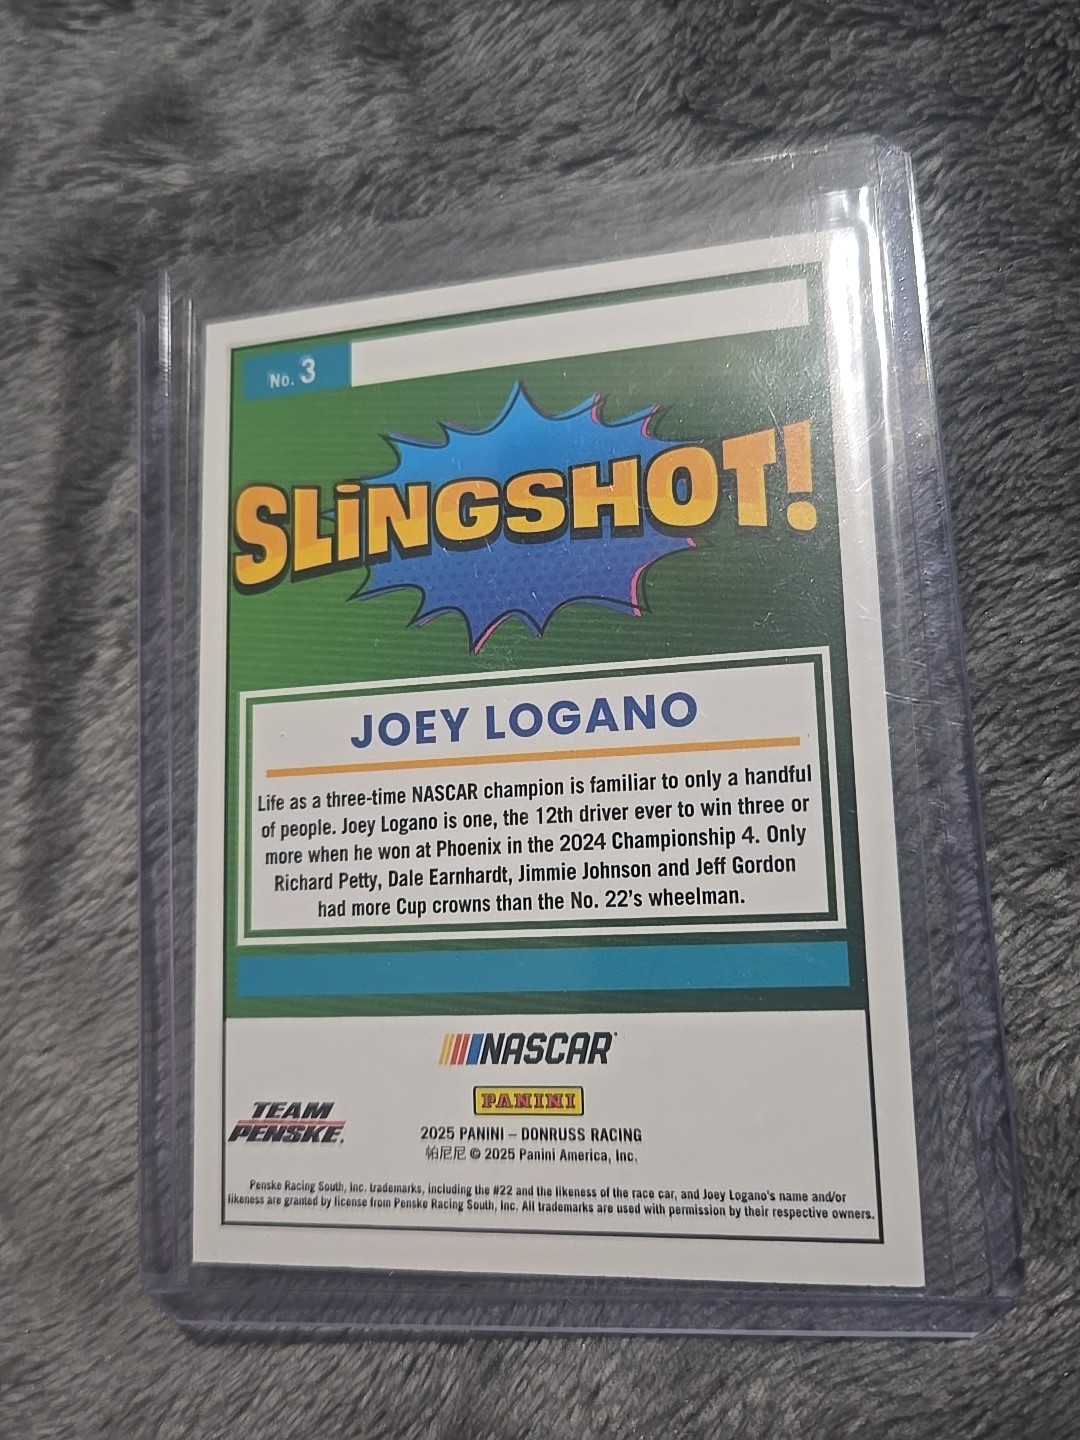 No. 3
SLiNGSHOT!
JOEY LOGANO
Life as a three-time NASCAR champion is familiar to only a handful
of people. Joey Logano is one, the 12th driver ever to win three or
more when he won at Phoenix in the 2024 Championship 4. Only
Richard Petty, Dale Earnhardt, Jimmie Johnson and Jeff Gordon
had more Cup crowns than the No. 22's wheelman.
NASCAR
PANINI
TEAM
PENSKE.
2025 PANINI – DONRUSS RACING
帕尼尼 © 2025 Panini America, Inc.
Penske Racing South, Inc. trademarks, including the #22 and the likeness of the race car, and Joey Logano's name and/or
likeness are granted by license from Penske Racing South, Inc. All trademarks are used with permission by their respective owners.